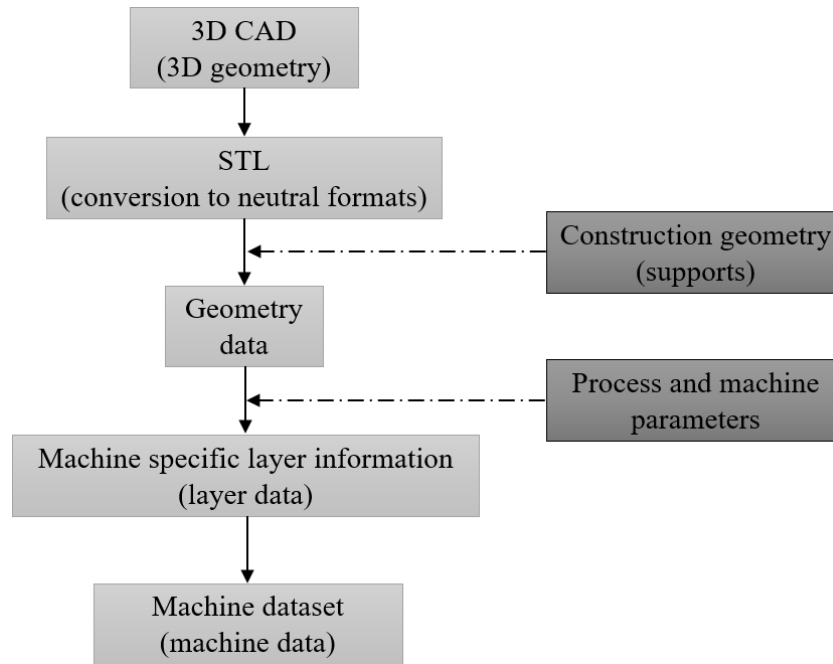 3D CAD
(3D geometry)
STL
(conversion to neutral formats)
Construction geometry
(supports)
Geometry
data
Process and machine
parameters
Machine specific layer information
(layer data)
Machine dataset
(machine data)